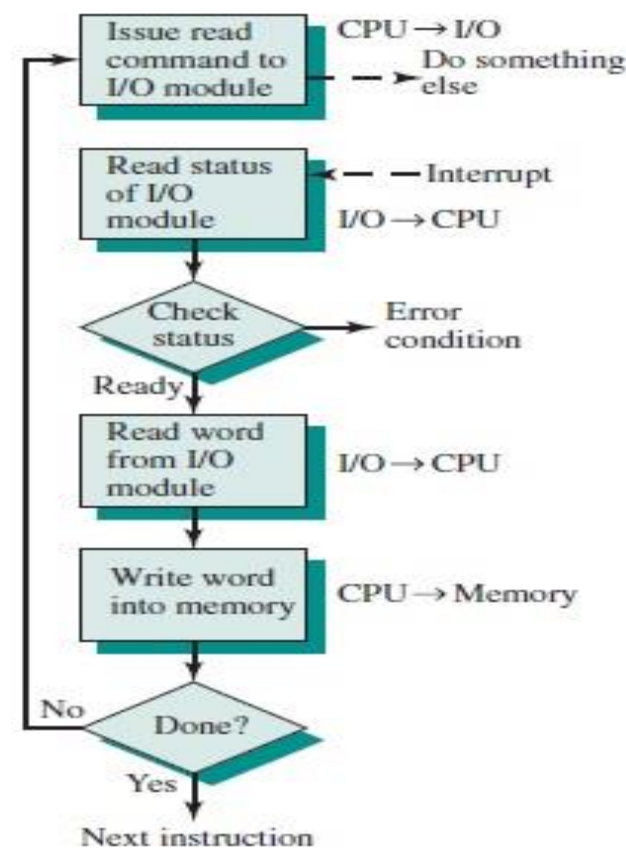 Issue read
command to
I/O module
CPU → I/O
Do something
else
Read status
of I/O
module
Interrupt
I/O → CPU
Check
status
Error
condition
Ready
Read word
from I/O
module
I/O → CPU
Write word
into memory
CPU → Memory
No
Done?
Yes
Next instruction